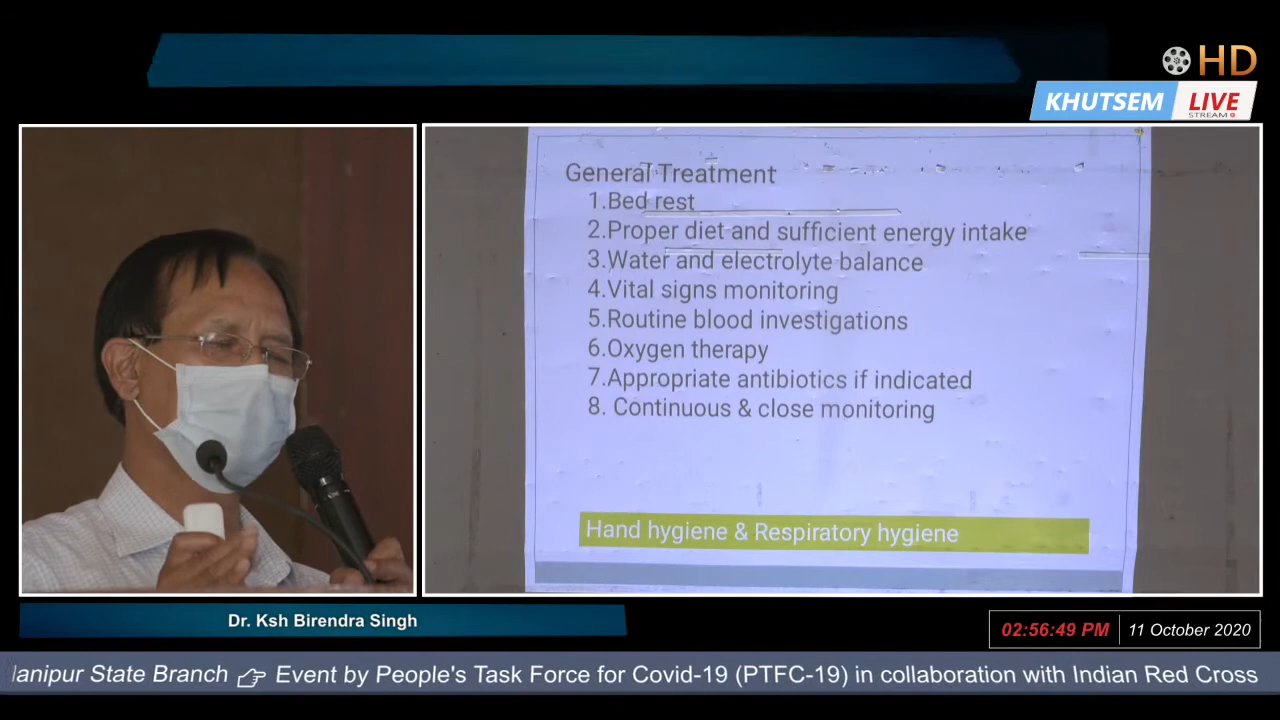 HD
KHUTSEM LIVE
STREAM
General Treatment
1.Bed rest
2.Proper diet and sufficient energy intake
3.Water and electrolyte balance
4.Vital signs monitoring
5.Routine blood investigations
6.Oxygen therapy
7.Appropriate antibiotics if indicated
8. Continuous & close monitoring
Hand hygiene & Respiratory hygiene
Dr. Ksh Birendra Singh
02:56:49 PM 11 October 2020
lanipur State Branch Event by People's Task Force for Covid-19 (PTFC-19) in collaboration with Indian Red Cross